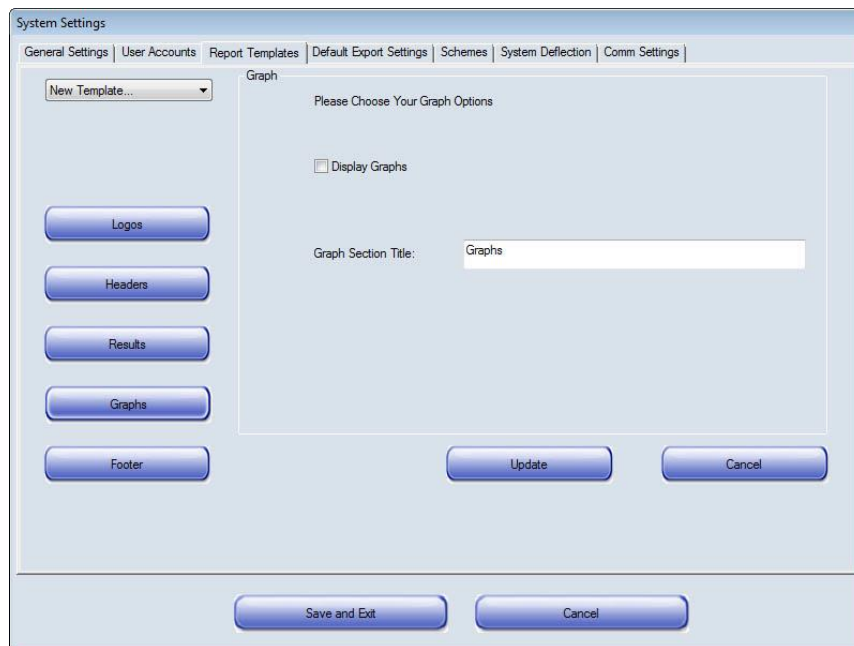 System Settings
General Settings User Accounts Report Templates Default Export Settings Schemes System Deflection Comm Settings
New Template...
Graph
Please Choose Your Graph Options
Display Graphs
Logos
Graph Section Title: Graphs
Headers
Results
Graphs
Footer
Update Cancel
Save and Exit Cancel